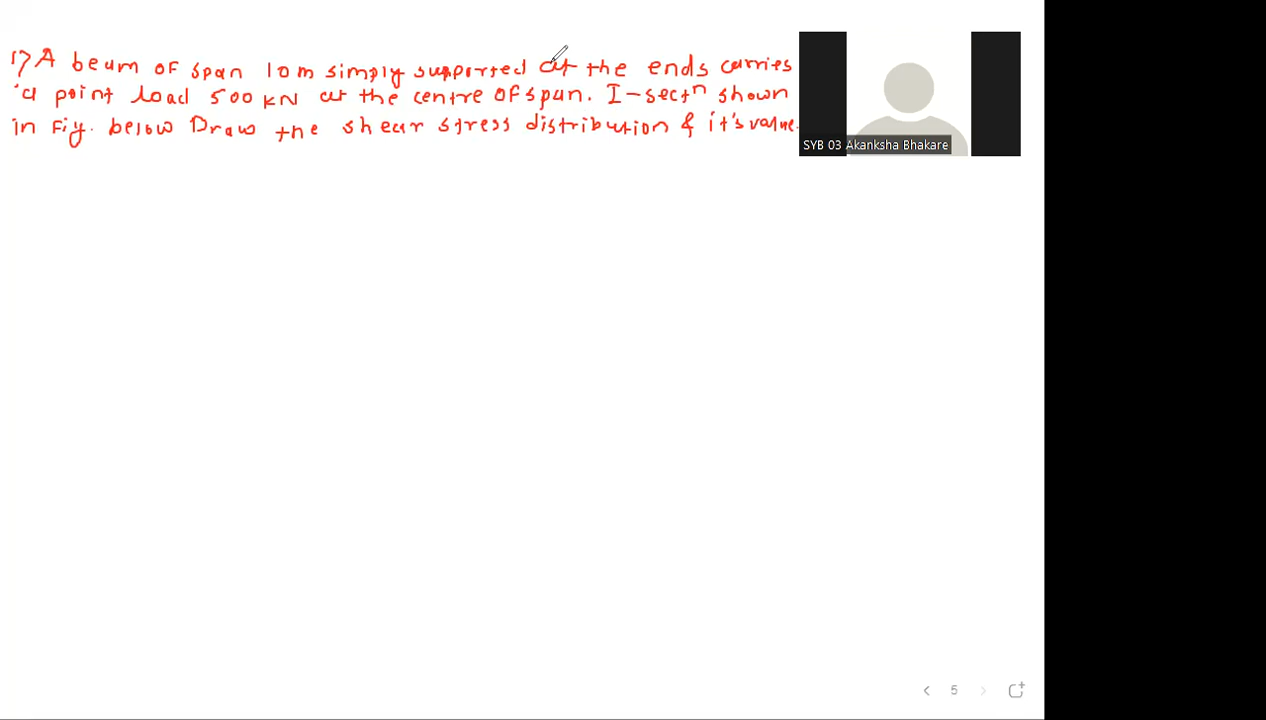 1) A beam of span 10m simply supported at the ends carries
a point load 500 kN at the centre of span. I-sectn shown
in Fig. below Draw the shear stress distribution & it's value.
SYB 03 Akanksha Bhakare
5